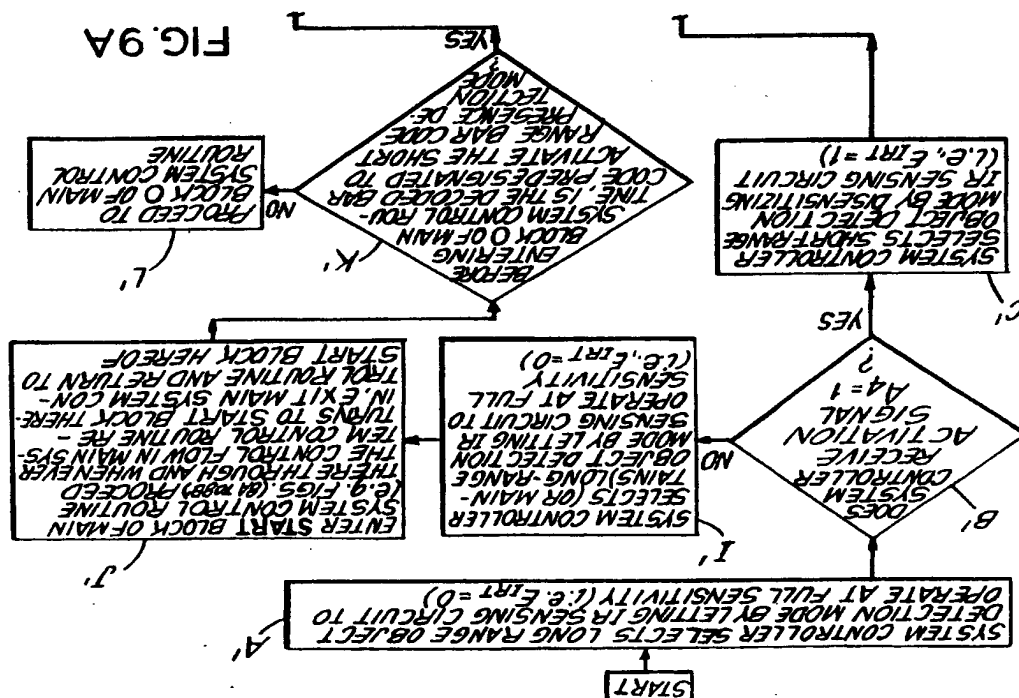 START
SYSTEM CONTROLLER SELECTS LONG RANGE OBJECT
DETECTION MODE BY LETTING IR SENSING CIRCUIT TO
OPERATE AT FULL SENSITIVITY (i.e. EIRT=0)
A'
DOES
SYSTEM
CONTROLLER
RECEIVE
ACTIVATION
SIGNAL
A4=1
?
B'
NO
YES
SYSTEM CONTROLLER
SELECTS (OR MAIN-
TAINS) LONG-RANGE
OBJECT DETECTION
MODE BY LETTING IR
SENSING CIRCUIT TO
OPERATE AT FULL
SENSITIVITY
(i.e., EIRT=0)
I'
ENTER START BLOCK OF MAIN
SYSTEM CONTROL ROUTINE
(e.g. FIGS. 8A TO 8B) PROCEED
THERETHROUGH AND WHENEVER
THE CONTROL FLOW IN MAIN SYS-
TEM CONTROL ROUTINE RE-
TURNS TO START BLOCK THERE-
IN, EXIT MAIN SYSTEM CON-
TROL ROUTINE AND RETURN TO
START BLOCK HEREOF
J'
SYSTEM CONTROLLER
SELECTS SHORT RANGE
OBJECT DETECTION
MODE BY DISENSITIZING
IR SENSING CIRCUIT
(i.e., EIRT=1)
C'
BEFORE
ENTERING
BLOCK O OF MAIN
SYSTEM CONTROL ROU-
TINE, IS THE DECODED BAR
CODE PREDESIGNATED TO
ACTIVATE THE SHORT
RANGE BAR CODE
PRESENCE DE-
TECTION
MODE
?
K'
NO
YES
PROCEED TO
BLOCK O OF MAIN
SYSTEM CONTROL
ROUTINE
L'
1
1
FIG. 9A